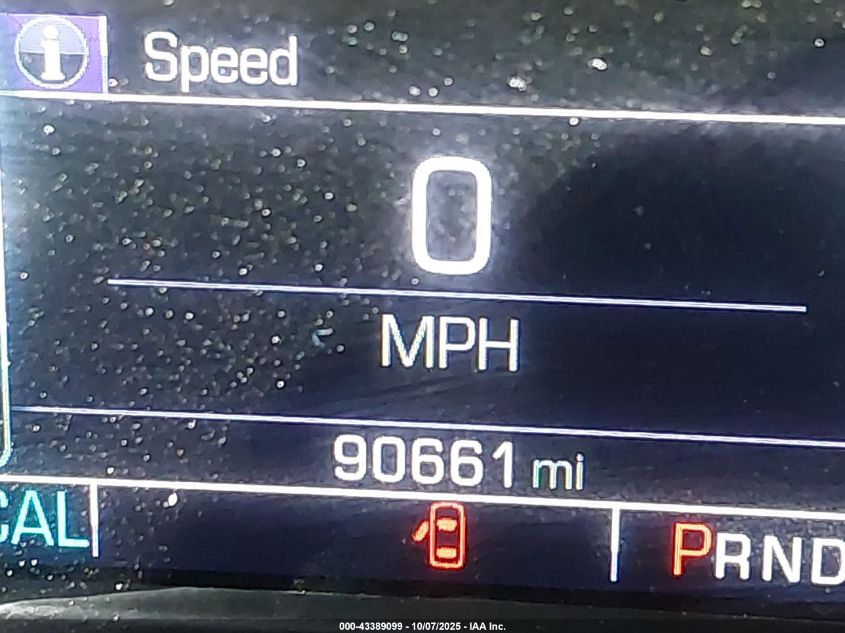 i Speed
0
MPH
90661 mi
CAL
PRND
000-43389099 - 10/07/2025 - IAA Inc.